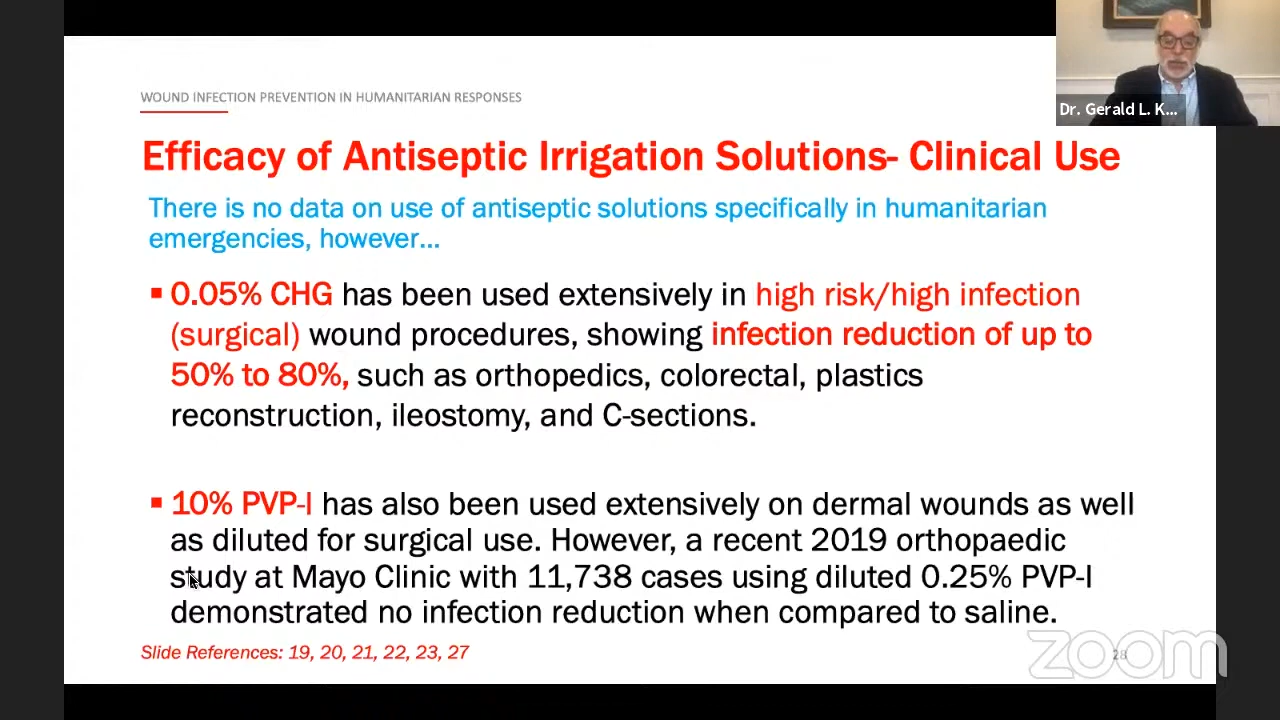 Dr. Gerald L. K...
WOUND INFECTION PREVENTION IN HUMANITARIAN RESPONSES
Efficacy of Antiseptic Irrigation Solutions- Clinical Use
There is no data on use of antiseptic solutions specifically in humanitarian
emergencies, however...
▪ 0.05% CHG has been used extensively in high risk/high infection
(surgical) wound procedures, showing infection reduction of up to
50% to 80%, such as orthopedics, colorectal, plastics
reconstruction, ileostomy, and C-sections.
▪ 10% PVP-I has also been used extensively on dermal wounds as well
as diluted for surgical use. However, a recent 2019 orthopaedic
study at Mayo Clinic with 11,738 cases using diluted 0.25% PVP-I
demonstrated no infection reduction when compared to saline.
Slide References: 19, 20, 21, 22, 23, 27
28
zoom